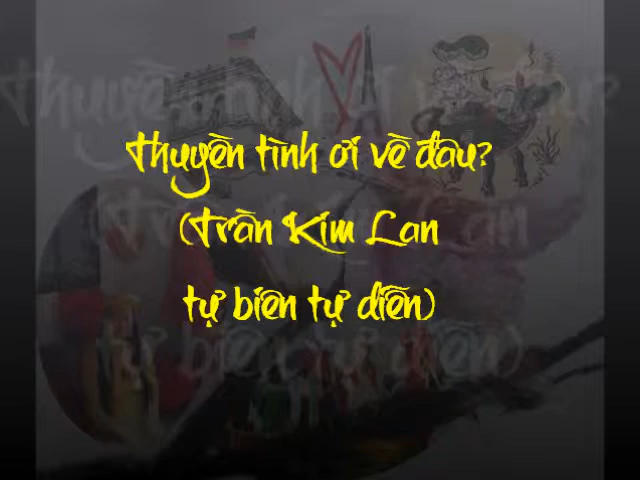 Thuyền tình ơi về đâu?
(Trần Kim Lan
tự biên tự diễn)